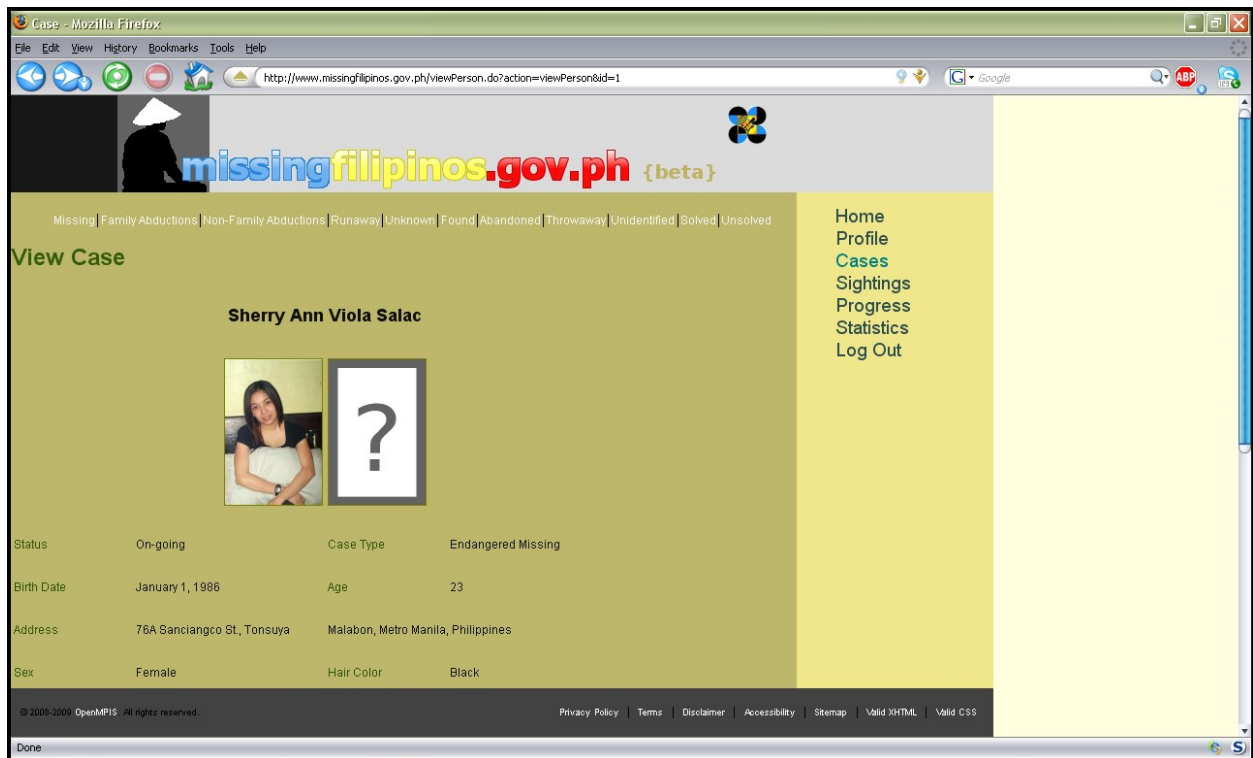 Case - Mozilla Firefox
File Edit View History Bookmarks Tools Help
http://www.missingfilipinos.gov.ph/viewPerson.do?action=viewPerson&id=1
G Google
ABP
missingfilipinos.gov.ph {beta}
Missing|Family Abductions|Non-Family Abductions|Runaway|Unknown|Found|Abandoned|Throwaway|Unidentified|Solved|Unsolved
Home
Profile
Cases
Sightings
Progress
Statistics
Log Out
View Case
Sherry Ann Viola Salac
?
Status On-going Case Type Endangered Missing
Birth Date January 1, 1986 Age 23
Address 76A Sanciangco St., Tonsuya Malabon, Metro Manila, Philippines
Sex Female Hair Color Black
© 2008-2009 OpenMPIS. All rights reserved. Privacy Policy | Terms | Disclaimer | Accessibility | Sitemap | Valid XHTML | Valid CSS
Done